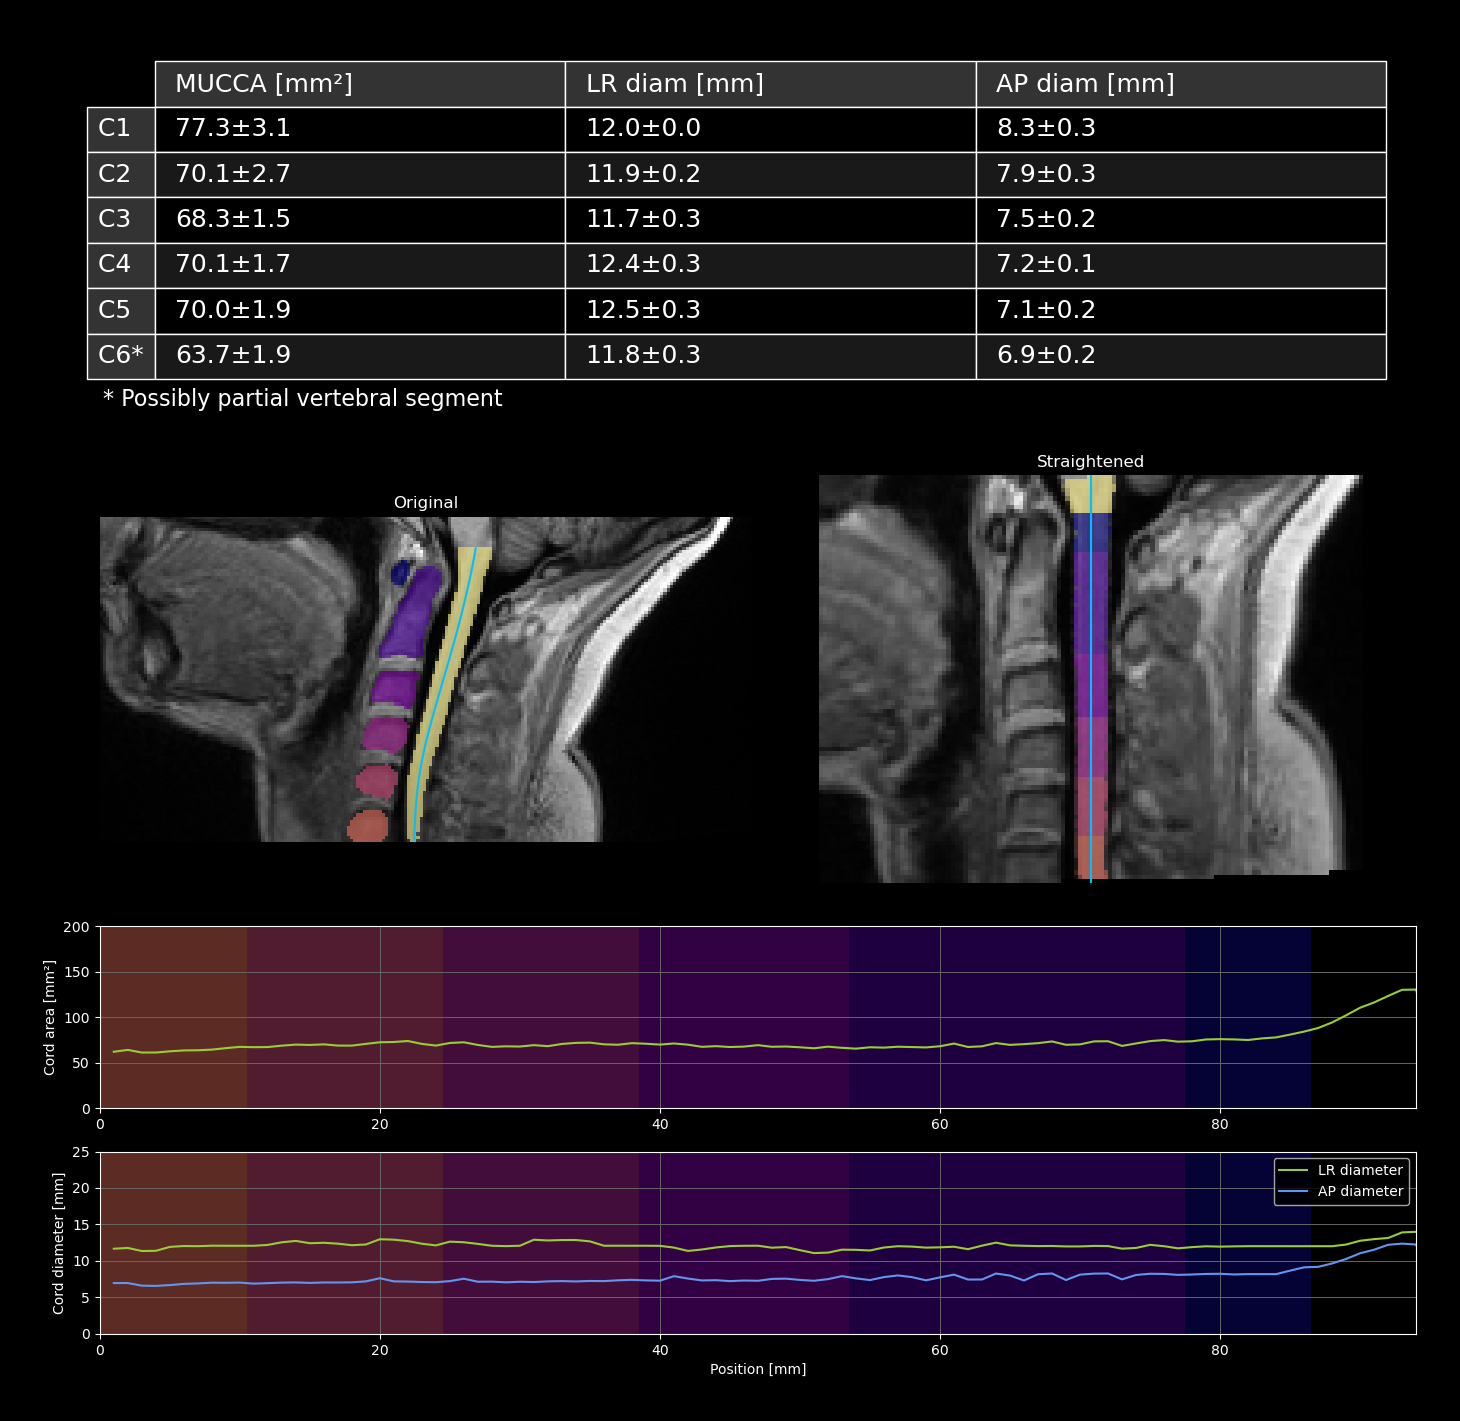 MUCCA [mm²] LR diam [mm] AP diam [mm]
C1 77.3±3.1 12.0±0.0 8.3±0.3
C2 70.1±2.7 11.9±0.2 7.9±0.3
C3 68.3±1.5 11.7±0.3 7.5±0.2
C4 70.1±1.7 12.4±0.3 7.2±0.1
C5 70.0±1.9 12.5±0.3 7.1±0.2
C6* 63.7±1.9 11.8±0.3 6.9±0.2
* Possibly partial vertebral segment
Original
Straightened
Cord area [mm²]
200
150
100
50
0
0 20 40 60 80
Cord diameter [mm]
25
20
15
10
5
0
LR diameter
AP diameter
0 20 40 60 80
Position [mm]